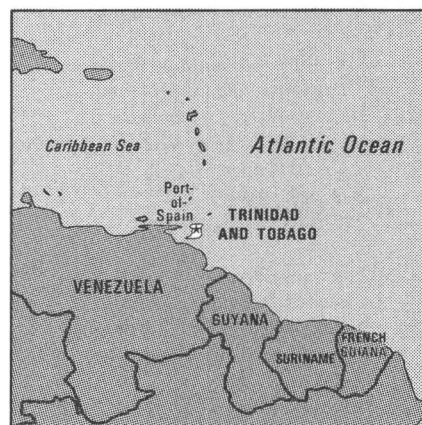 Caribbean Sea
Atlantic Ocean
Port-
of-
Spain
TRINIDAD
AND TOBAGO
VENEZUELA
GUYANA
SURINAME
FRENCH
GUIANA